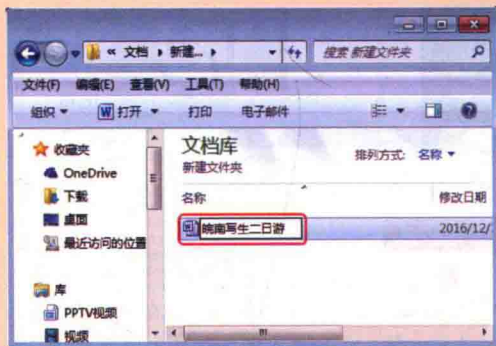 « 文档 ▸ 新建... ▸
搜索 新建文件夹
文件(F) 编辑(E) 查看(V) 工具(T) 帮助(H)
组织 打开 打印 电子邮件
收藏夹
OneDrive
下载
桌面
最近访问的位置
库
PPTV视频
视频
文档库
新建文件夹
排列方式: 名称
名称
修改日期
皖南写生二日游
2016/12/